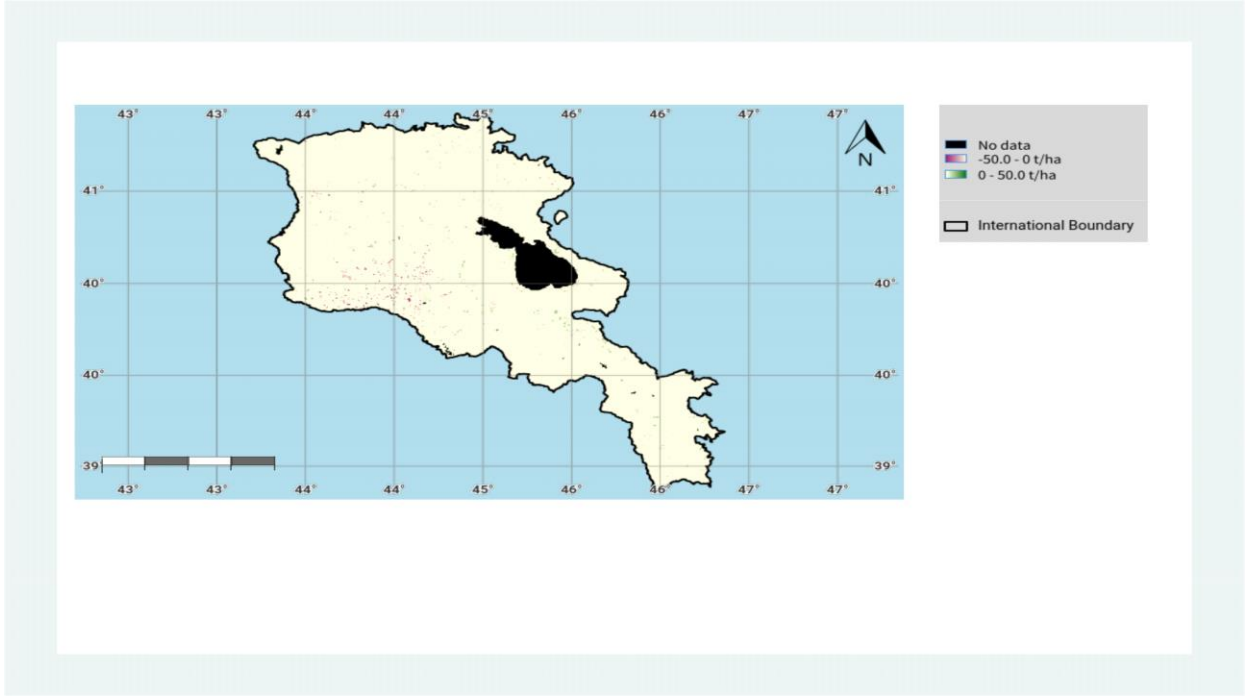 43° 43° 44° 44° 45° 46° 46° 47° 47°
N
41° 41°
40° 40°
40° 40°
39° 39°
43° 43° 44° 44° 45° 46° 46° 47° 47°
No data
-50.0 - 0 t/ha
0 - 50.0 t/ha
International Boundary